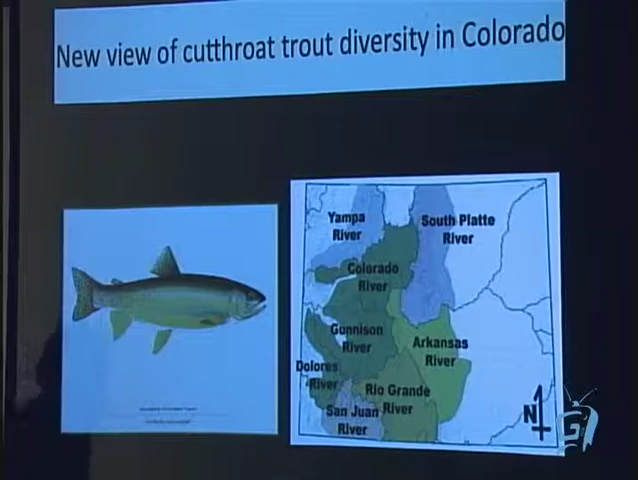 New view of cutthroat trout diversity in Colorado
Yampa
River
South Platte
River
Colorado
River
Gunnison
River
Arkansas
River
Dolores
River
Rio Grande
River
San Juan
River
N
G